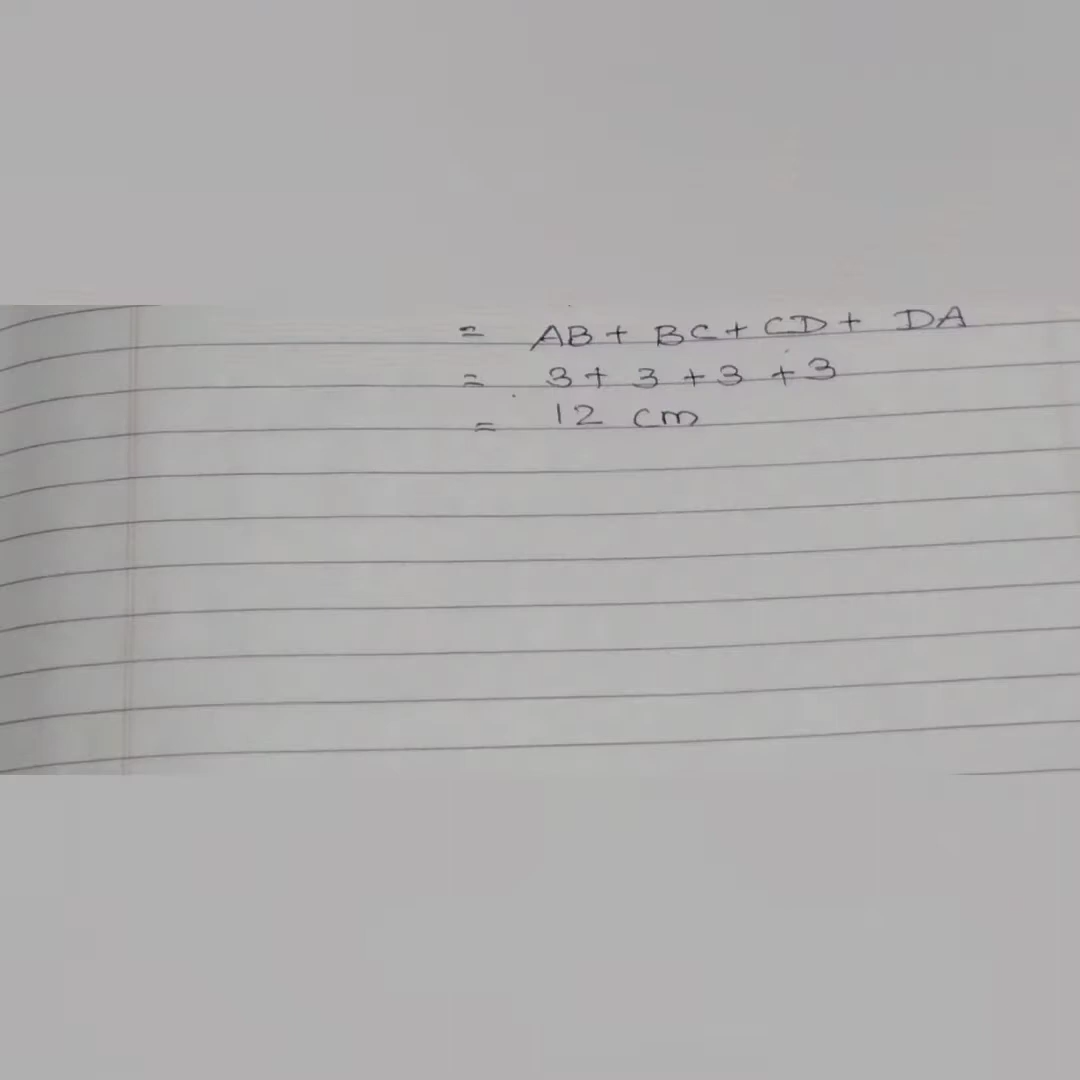 = AB + BC + CD + DA
= 3 + 3 + 3 + 3
= 12 cm